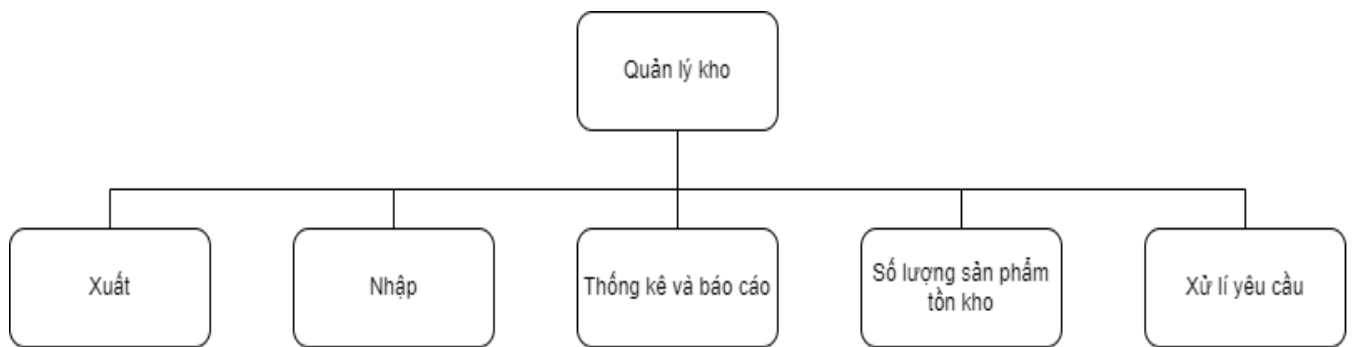 Quản lý kho
Xuất
Nhập
Thống kê và báo cáo
Số lượng sản phẩm
tồn kho
Xử lí yêu cầu